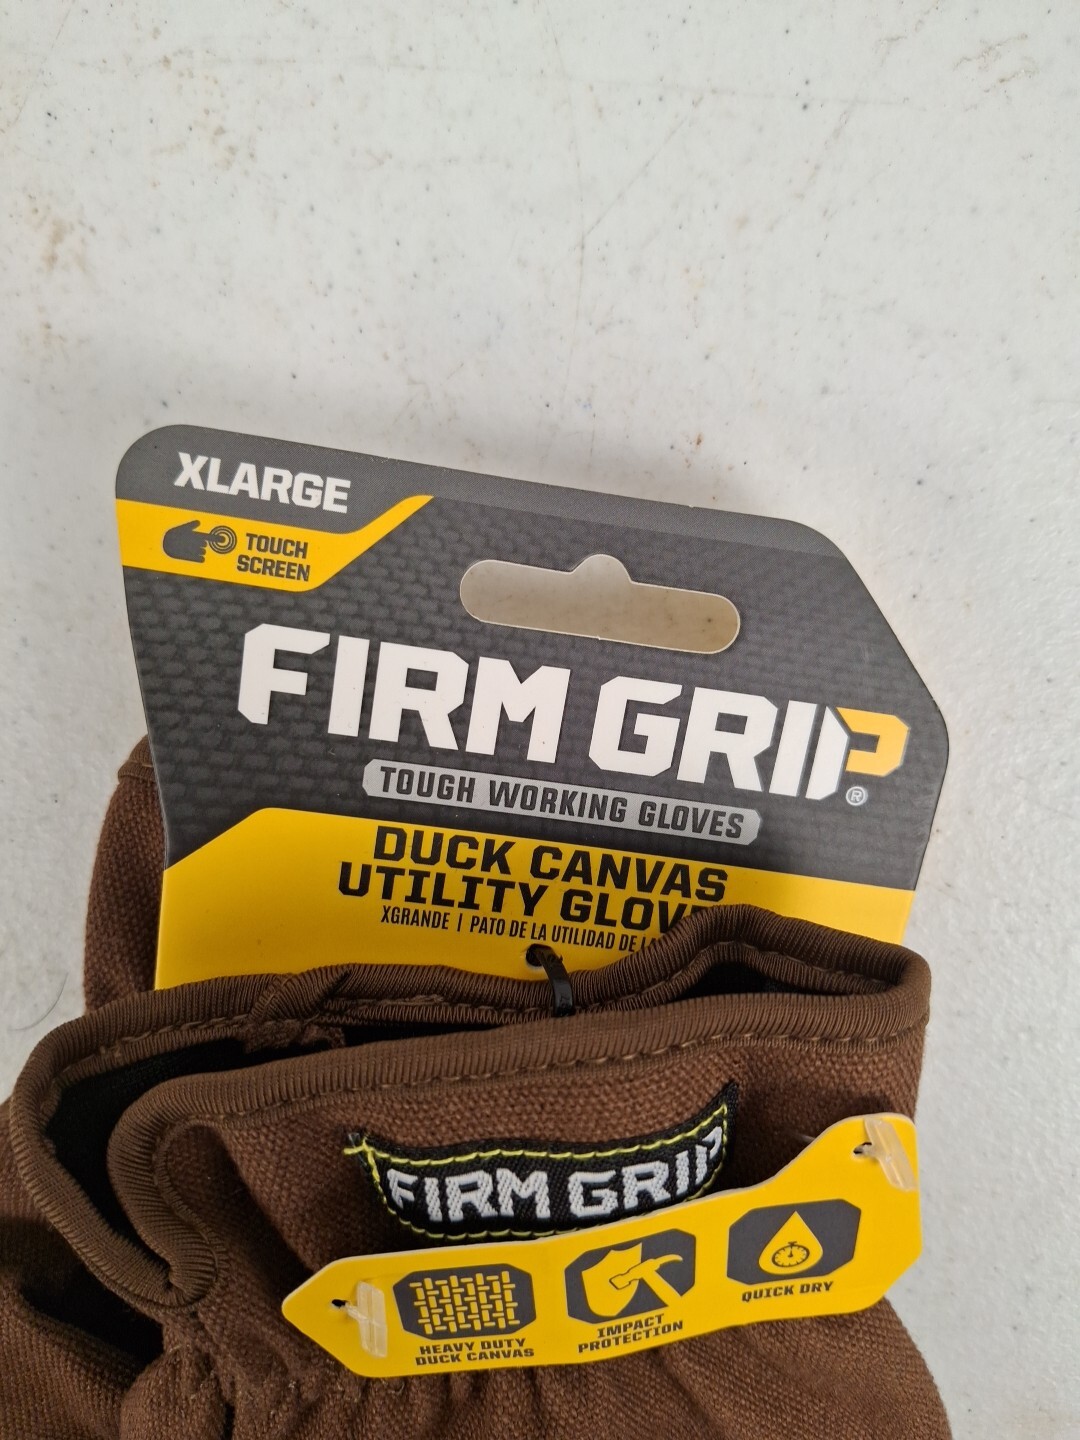 XLARGE
TOUCH
SCREEN
FIRM GRIP®
TOUGH WORKING GLOVES
DUCK CANVAS
UTILITY
XGRANDE | PATO DE LA UTILIDAD DE
FIRM GRIP
HEAVY DUTY
DUCK CANVAS
IMPACT
PROTECTION
QUICK DRY